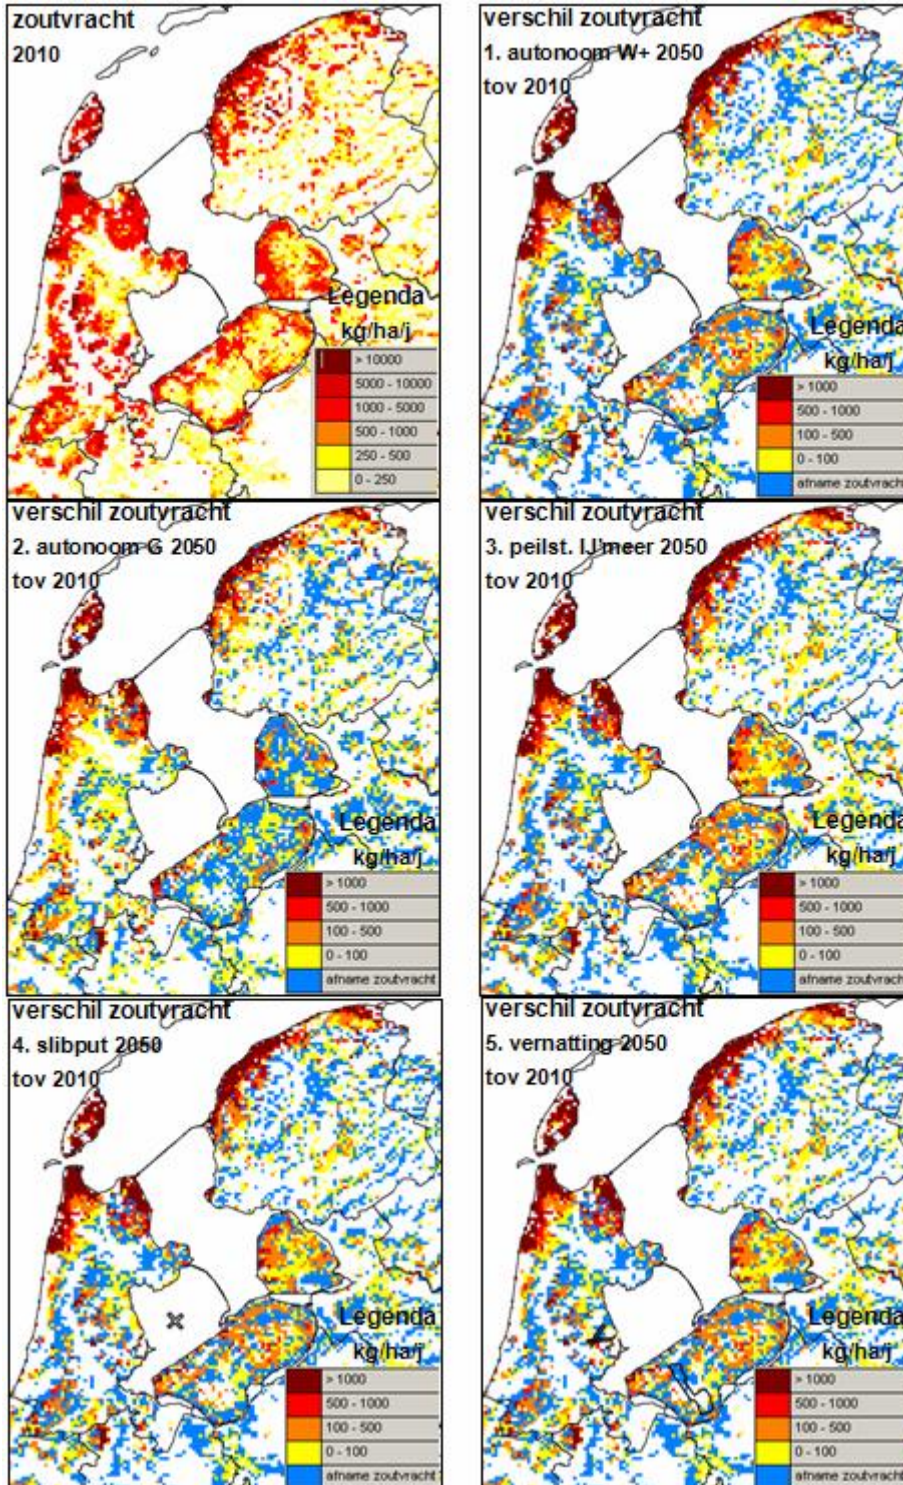 zoutvracht
2010
Legenda
kg/ha/j
> 10000
5000 - 10000
1000 - 5000
500 - 1000
250 - 500
0 - 250
verschil zoutvracht
1. autonoom W+ 2050
tov 2010
Legenda
kg/ha/j
> 1000
500 - 1000
100 - 500
0 - 100
afname zoutvracht
verschil zoutvracht
2. autonoom G 2050
tov 2010
Legenda
kg/ha/j
> 1000
500 - 1000
100 - 500
0 - 100
afname zoutvracht
verschil zoutvracht
3. peilst. IJ'meer 2050
tov 2010
Legenda
kg/ha/j
> 1000
500 - 1000
100 - 500
0 - 100
afname zoutvracht
verschil zoutvracht
4. slibput 2050
tov 2010
Legenda
kg/ha/j
> 1000
500 - 1000
100 - 500
0 - 100
afname zoutvracht
verschil zoutvracht
5. vernatting 2050
tov 2010
Legenda
kg/ha/j
> 1000
500 - 1000
100 - 500
0 - 100
afname zoutvracht